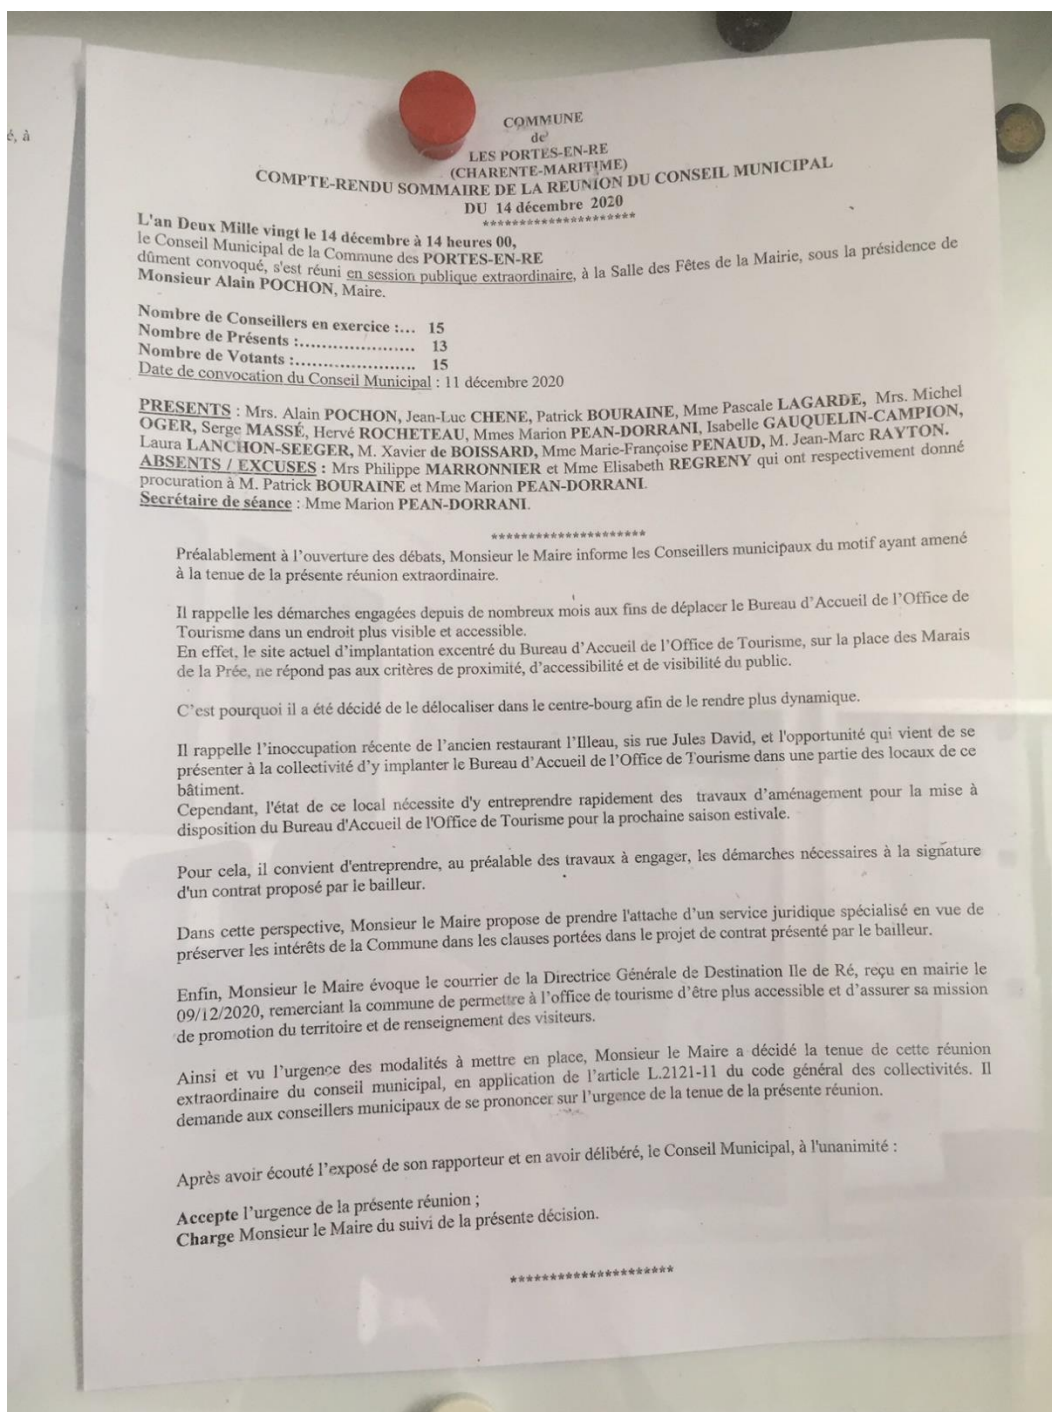 é, à
COMMUNE
de
LES PORTES-EN-RE
(CHARENTE-MARITIME)
COMPTE-RENDU SOMMAIRE DE LA REUNION DU CONSEIL MUNICIPAL
DU 14 décembre 2020
*********************
L'an Deux Mille vingt le 14 décembre à 14 heures 00,
le Conseil Municipal de la Commune des PORTES-EN-RE
dûment convoqué, s'est réuni en session publique extraordinaire, à la Salle des Fêtes de la Mairie, sous la présidence de
Monsieur Alain POCHON, Maire.
Nombre de Conseillers en exercice :... 15
Nombre de Présents :..................... 13
Nombre de Votants :...................... 15
Date de convocation du Conseil Municipal : 11 décembre 2020
PRESENTS : Mrs. Alain POCHON, Jean-Luc CHENE, Patrick BOURAINE, Mme Pascale LAGARDE, Mrs. Michel
OGER, Serge MASSÉ, Hervé ROCHETEAU, Mmes Marion PEAN-DORRANI, Isabelle GAUQUELIN-CAMPION,
Laura LANCHON-SEEGER, M. Xavier de BOISSARD, Mme Marie-Françoise PENAUD, M. Jean-Marc RAYTON.
ABSENTS / EXCUSES : Mrs Philippe MARRONNIER et Mme Elisabeth REGRENY qui ont respectivement donné
procuration à M. Patrick BOURAINE et Mme Marion PEAN-DORRANI.
Secrétaire de séance : Mme Marion PEAN-DORRANI.
*********************
Préalablement à l'ouverture des débats, Monsieur le Maire informe les Conseillers municipaux du motif ayant amené
à la tenue de la présente réunion extraordinaire.
Il rappelle les démarches engagées depuis de nombreux mois aux fins de déplacer le Bureau d'Accueil de l'Office de
Tourisme dans un endroit plus visible et accessible.
En effet, le site actuel d'implantation excentré du Bureau d'Accueil de l'Office de Tourisme, sur la place des Marais
de la Prée, ne répond pas aux critères de proximité, d'accessibilité et de visibilité du public.
C'est pourquoi il a été décidé de le délocaliser dans le centre-bourg afin de le rendre plus dynamique.
Il rappelle l'inoccupation récente de l'ancien restaurant l'Illeau, sis rue Jules David, et l'opportunité qui vient de se
présenter à la collectivité d'y implanter le Bureau d'Accueil de l'Office de Tourisme dans une partie des locaux de ce
bâtiment.
Cependant, l'état de ce local nécessite d'y entreprendre rapidement des travaux d'aménagement pour la mise à
disposition du Bureau d'Accueil de l'Office de Tourisme pour la prochaine saison estivale.
Pour cela, il convient d'entreprendre, au préalable des travaux à engager, les démarches nécessaires à la signature
d'un contrat proposé par le bailleur.
Dans cette perspective, Monsieur le Maire propose de prendre l'attache d'un service juridique spécialisé en vue de
préserver les intérêts de la Commune dans les clauses portées dans le projet de contrat présenté par le bailleur.
Enfin, Monsieur le Maire évoque le courrier de la Directrice Générale de Destination Ile de Ré, reçu en mairie le
09/12/2020, remerciant la commune de permettre à l'office de tourisme d'être plus accessible et d'assurer sa mission
de promotion du territoire et de renseignement des visiteurs.
Ainsi et vu l'urgence des modalités à mettre en place, Monsieur le Maire a décidé la tenue de cette réunion
extraordinaire du conseil municipal, en application de l'article L.2121-11 du code général des collectivités. Il
demande aux conseillers municipaux de se prononcer sur l'urgence de la tenue de la présente réunion.
Après avoir écouté l'exposé de son rapporteur et en avoir délibéré, le Conseil Municipal, à l'unanimité :
Accepte l'urgence de la présente réunion ;
Charge Monsieur le Maire du suivi de la présente décision.
**********************